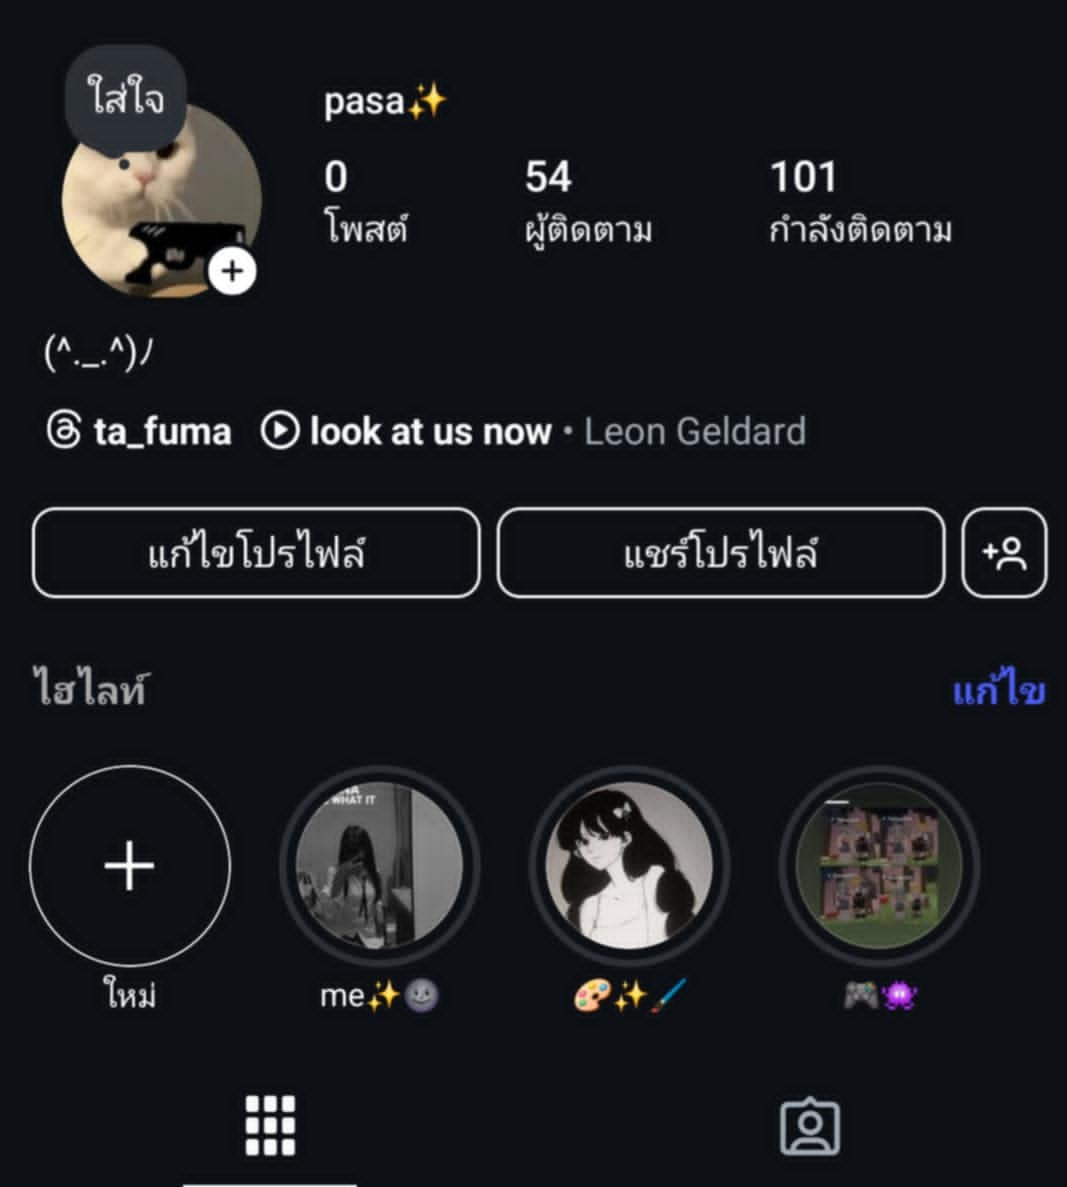 ใส่ใจ
pasa✨
0 54 101
โพสต์ ผู้ติดตาม กำลังติดตาม
(^._.^)ﾉ
ta_fuma look at us now • Leon Geldard
แก้ไขโปรไฟล์ แชร์โปรไฟล์
ไฮไลท์ แก้ไข
WHAT IT
ใหม่ me✨🌚 🎨✨🖌️ 🎮👾